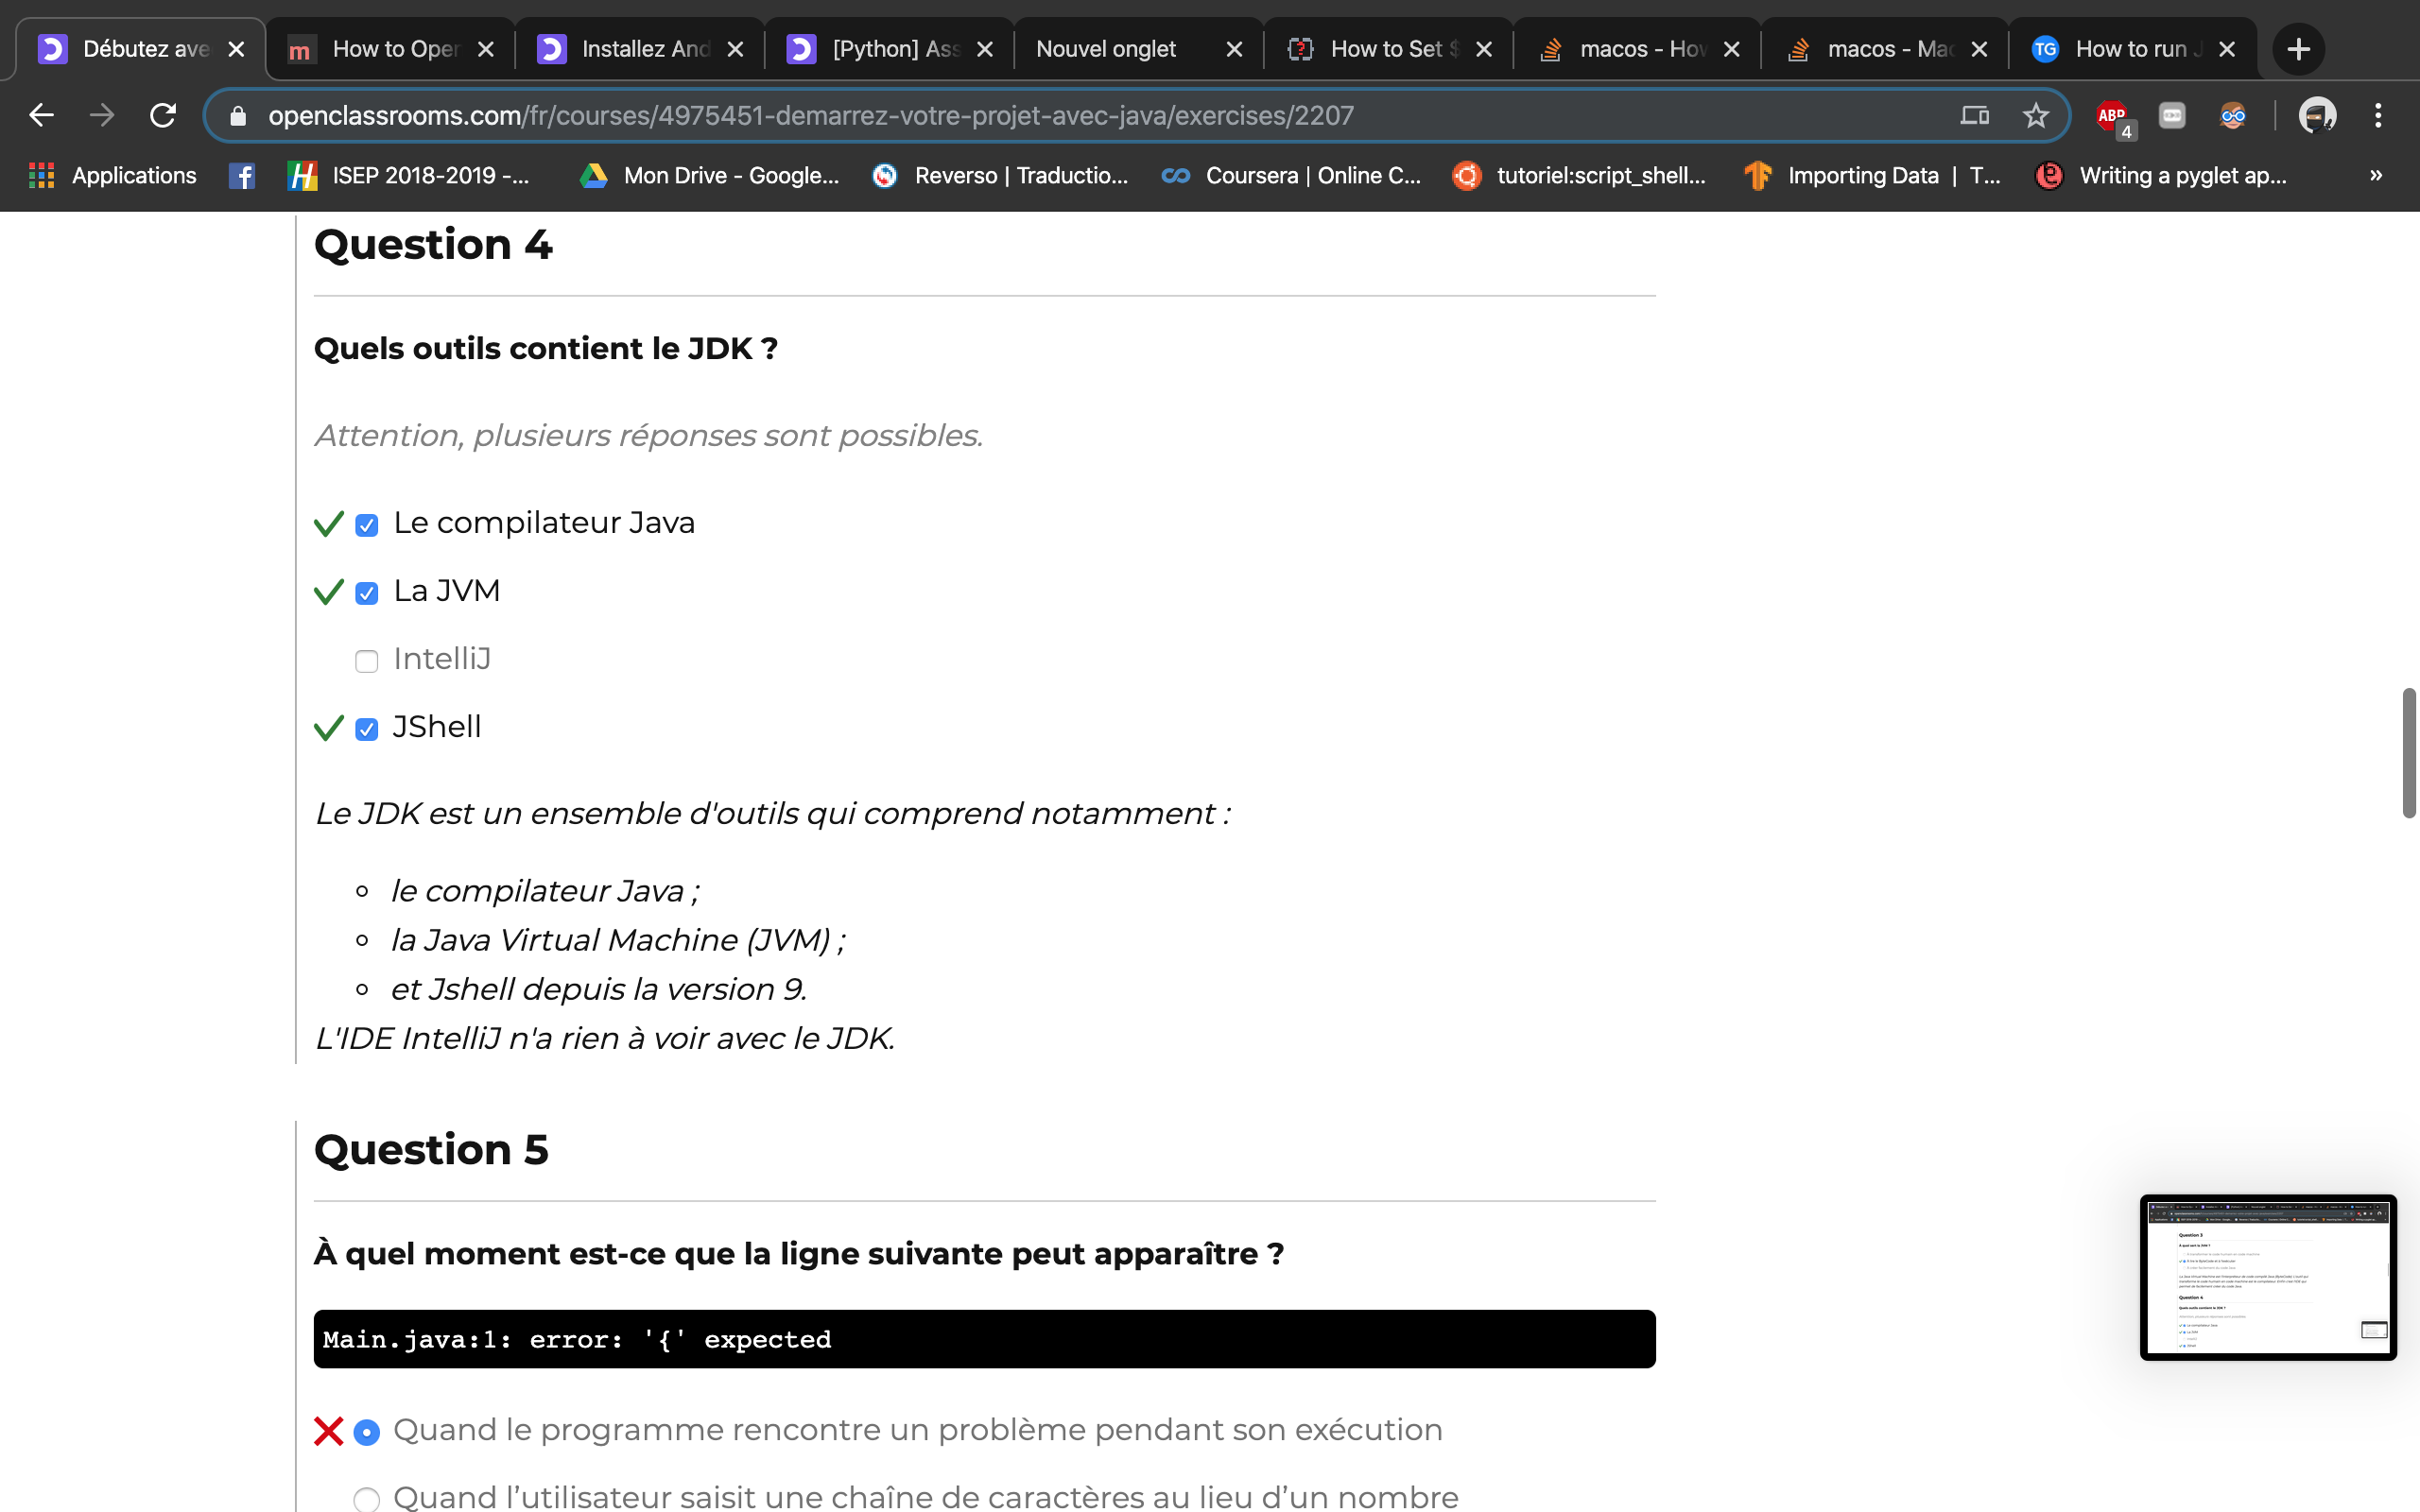 Débutez ave
How to Open
Installez And
[Python] Ass
Nouvel onglet
How to Set $
macos - How
macos - Mac
TG How to run J
openclassrooms.com/fr/courses/4975451-demarrez-votre-projet-avec-java/exercises/2207
ABP
4
Applications
ISEP 2018-2019 -...
Mon Drive - Google...
Reverso | Traductio...
Coursera | Online C...
tutoriel:script_shell...
Importing Data | T...
Writing a pyglet ap...
»
Question 4
Quels outils contient le JDK ?
Attention, plusieurs réponses sont possibles.
Le compilateur Java
La JVM
IntelliJ
JShell
Le JDK est un ensemble d'outils qui comprend notamment :
le compilateur Java ;
la Java Virtual Machine (JVM) ;
et Jshell depuis la version 9.
L'IDE IntelliJ n'a rien à voir avec le JDK.
Question 5
À quel moment est-ce que la ligne suivante peut apparaître ?
Main.java:1: error: '{' expected
Quand le programme rencontre un problème pendant son exécution
Quand l’utilisateur saisit une chaîne de caractères au lieu d’un nombre
Question 3
Question 4